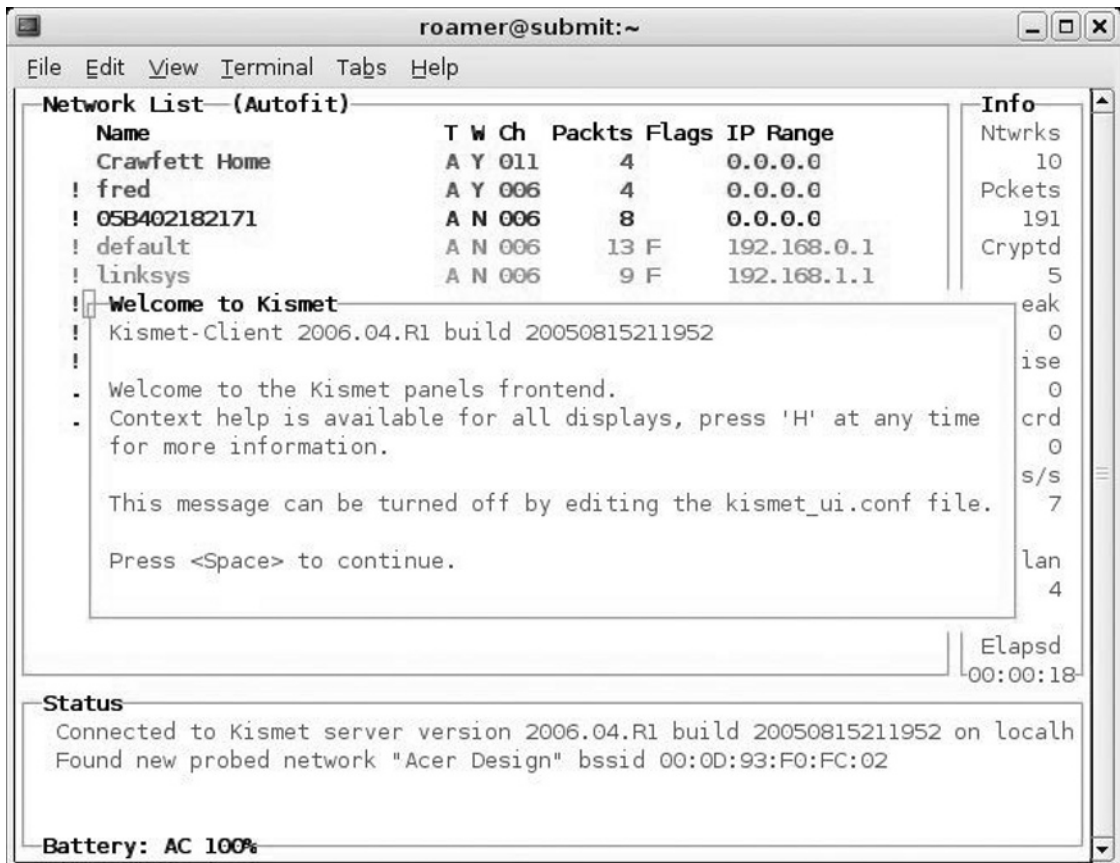 roamer@submit:~
File Edit View Terminal Tabs Help
Network List (Autofit) Info
Name T W Ch Packts Flags IP Range Ntwrks
Crawfett Home A Y 011 4 0.0.0.0 10
! fred A Y 006 4 0.0.0.0 Pckets
! 05B402182171 A N 006 8 0.0.0.0 191
! default A N 006 13 F 192.168.0.1 Cryptd
! linksys A N 006 9 F 192.168.1.1 5
! Welcome to Kismet eak
! Kismet-Client 2006.04.R1 build 20050815211952 0
! ise
. Welcome to the Kismet panels frontend. 0
. Context help is available for all displays, press 'H' at any time crd
for more information. 0
s/s
This message can be turned off by editing the kismet_ui.conf file. 7
Press <Space> to continue. lan
4
Elapsd
00:00:18
Status
Connected to Kismet server version 2006.04.R1 build 20050815211952 on localh
Found new probed network "Acer Design" bssid 00:0D:93:F0:FC:02
Battery: AC 100%